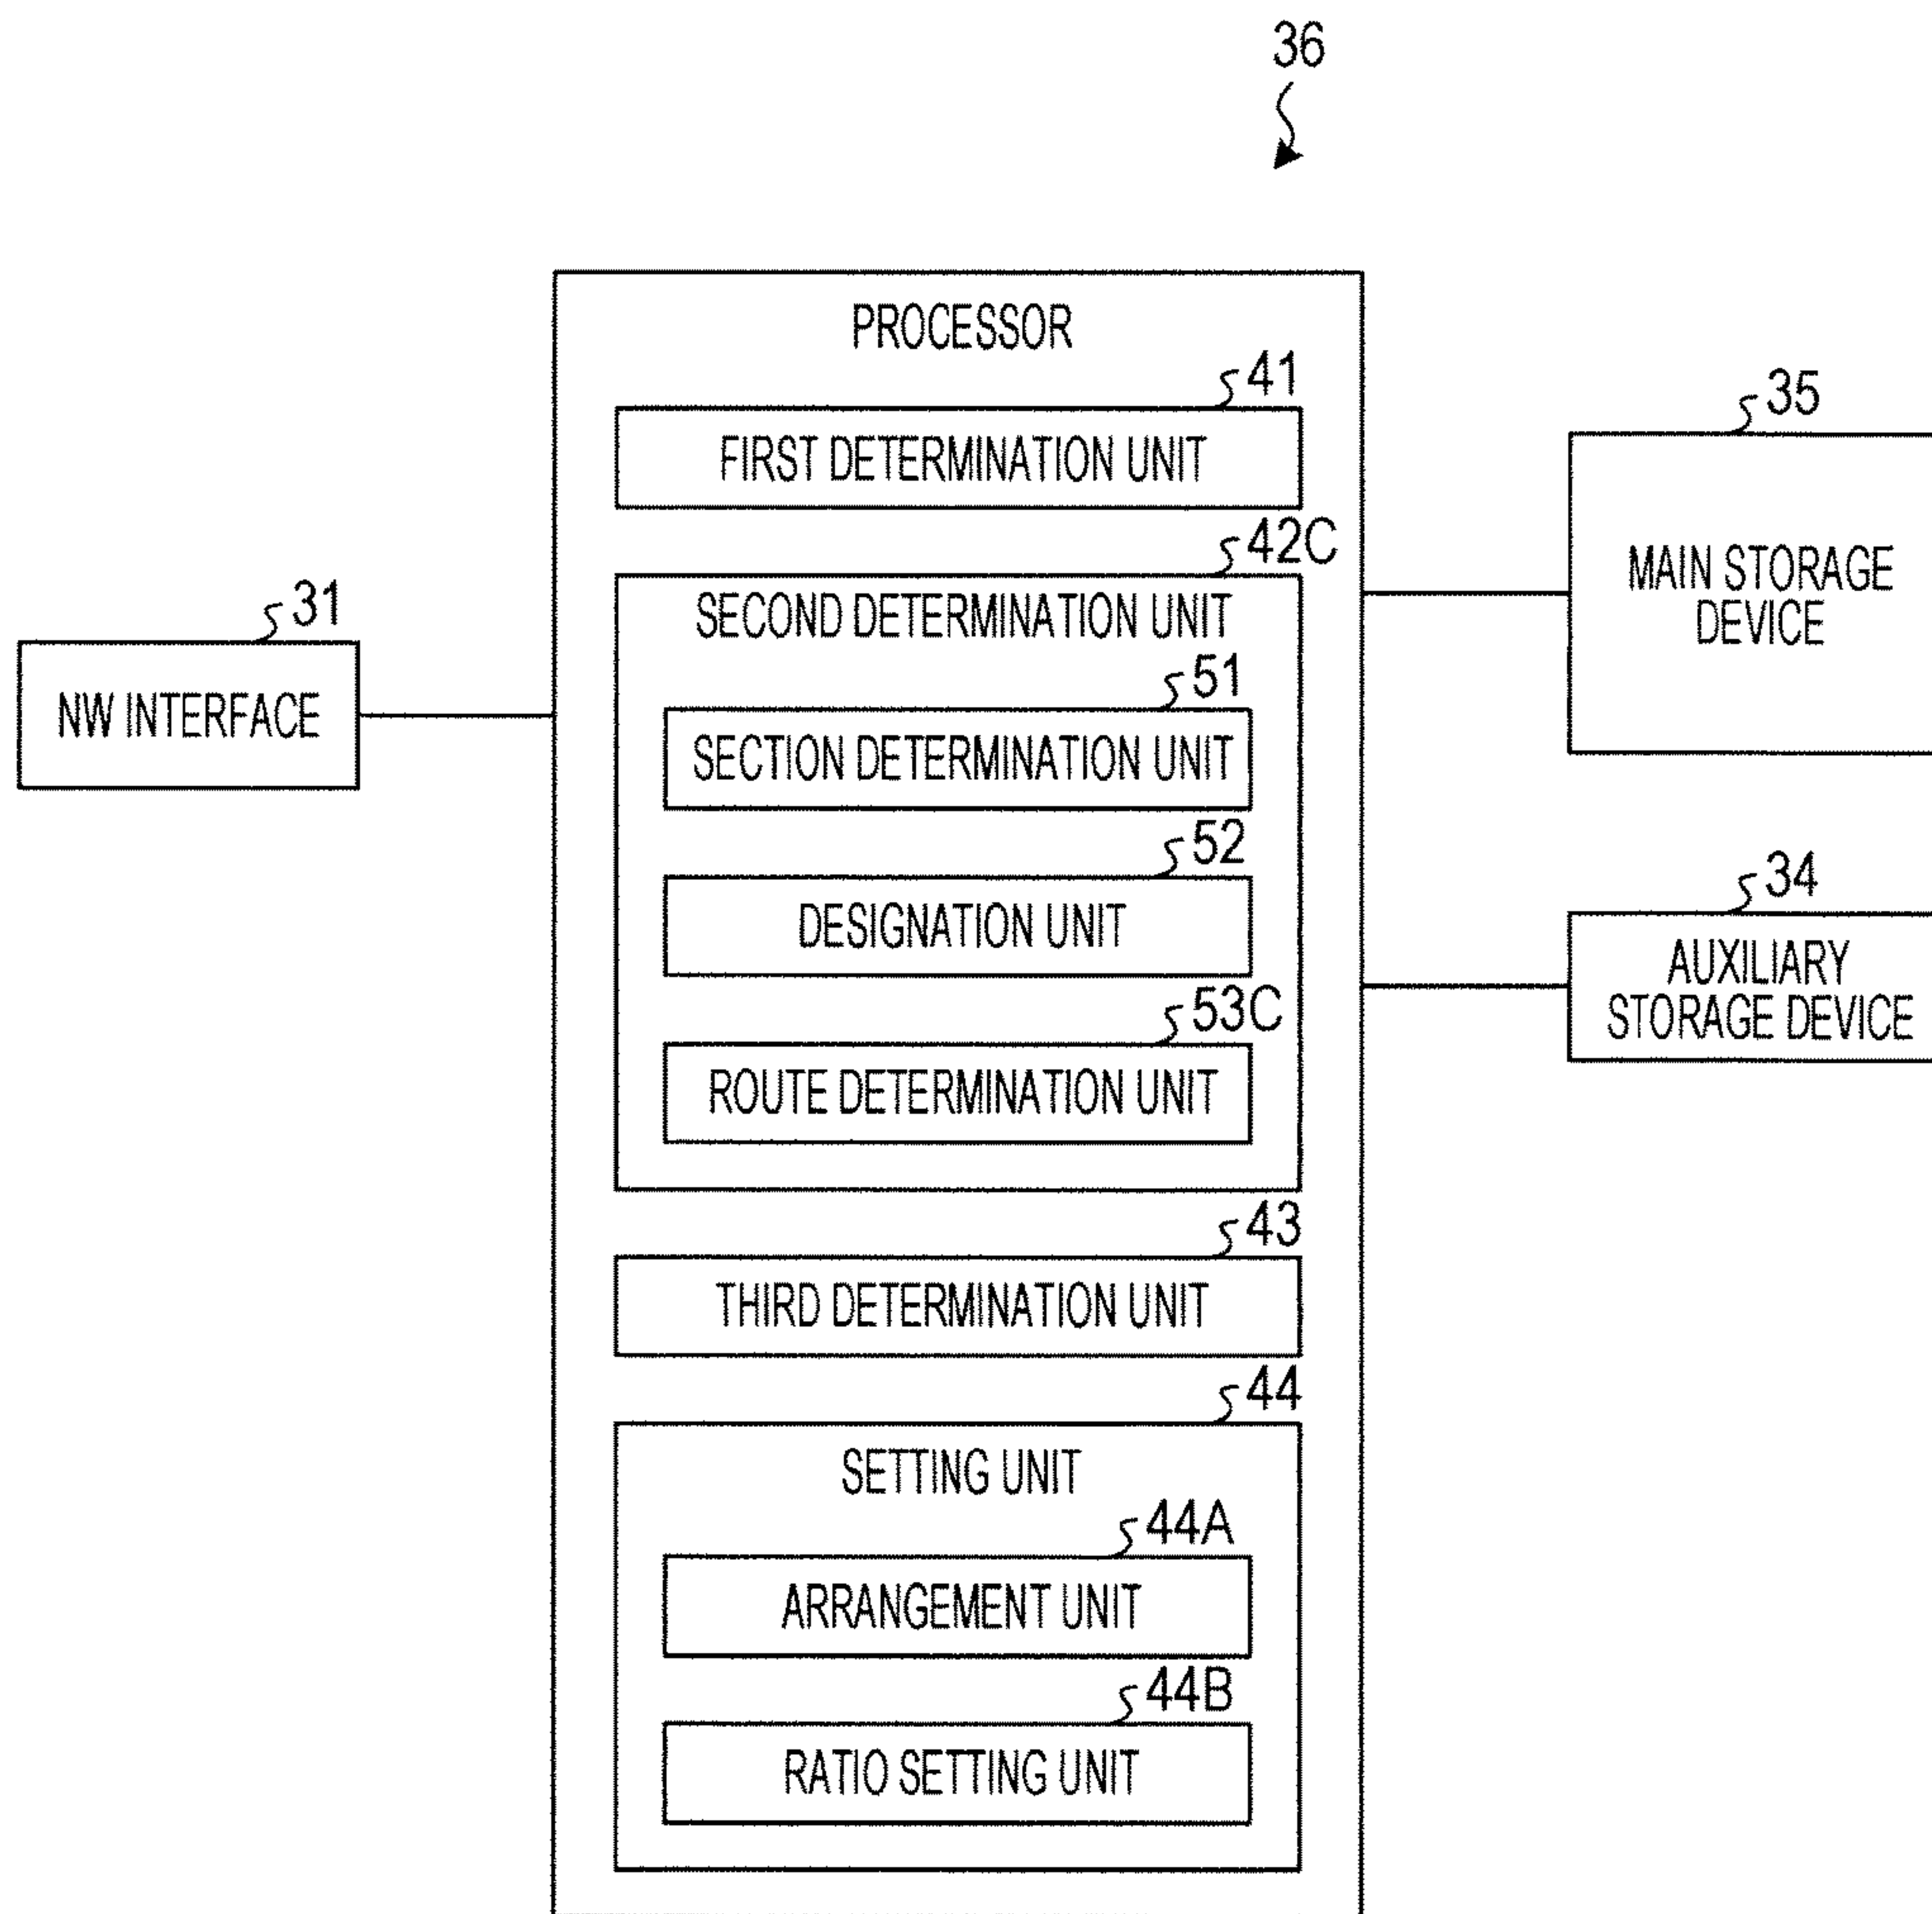 36
PROCESSOR
41
FIRST DETERMINATION UNIT
42C
SECOND DETERMINATION UNIT
51
SECTION DETERMINATION UNIT
52
DESIGNATION UNIT
53C
ROUTE DETERMINATION UNIT
43
THIRD DETERMINATION UNIT
44
SETTING UNIT
44A
ARRANGEMENT UNIT
44B
RATIO SETTING UNIT
31
NW INTERFACE
35
MAIN STORAGE
DEVICE
34
AUXILIARY
STORAGE DEVICE